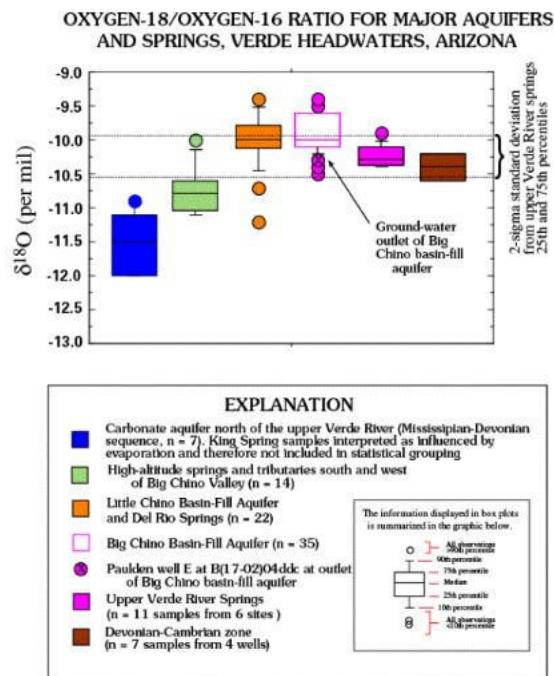 OXYGEN-18/OXYGEN-16 RATIO FOR MAJOR AQUIFERS
AND SPRINGS, VERDE HEADWATERS, ARIZONA
δ¹⁸O (per mil)
-9.0
-9.5
-10.0
-10.5
-11.0
-11.5
-12.0
-12.5
-13.0
Ground-water
outlet of Big
Chino basin-fill
aquifer
2-sigma standard deviation
from upper Verde River springs
25th and 75th percentiles
EXPLANATION
Carbonate aquifer north of the upper Verde River (Mississipian-Devonian
sequence, n = 7). King Spring samples interpreted as influenced by
evaporation and therefore not included in statistical grouping
High-altitude springs and tributaries south and west
of Big Chino Valley (n = 14)
Little Chino Basin-Fill Aquifer
and Del Rio Springs (n = 22)
Big Chino Basin-Fill Aquifer (n = 35)
Paulden well E at B(17-02)04ddc at outlet
of Big Chino basin-fill aquifer
Upper Verde River Springs
(n = 11 samples from 6 sites)
Devonian-Cambrian zone
(n = 7 samples from 4 wells)
The information displayed in box plots
is summarized in the graphic below.
All observations
>90th percentile
90th percentile
75th percentile
Median
25th percentile
10th percentile
All observations
<10th percentile